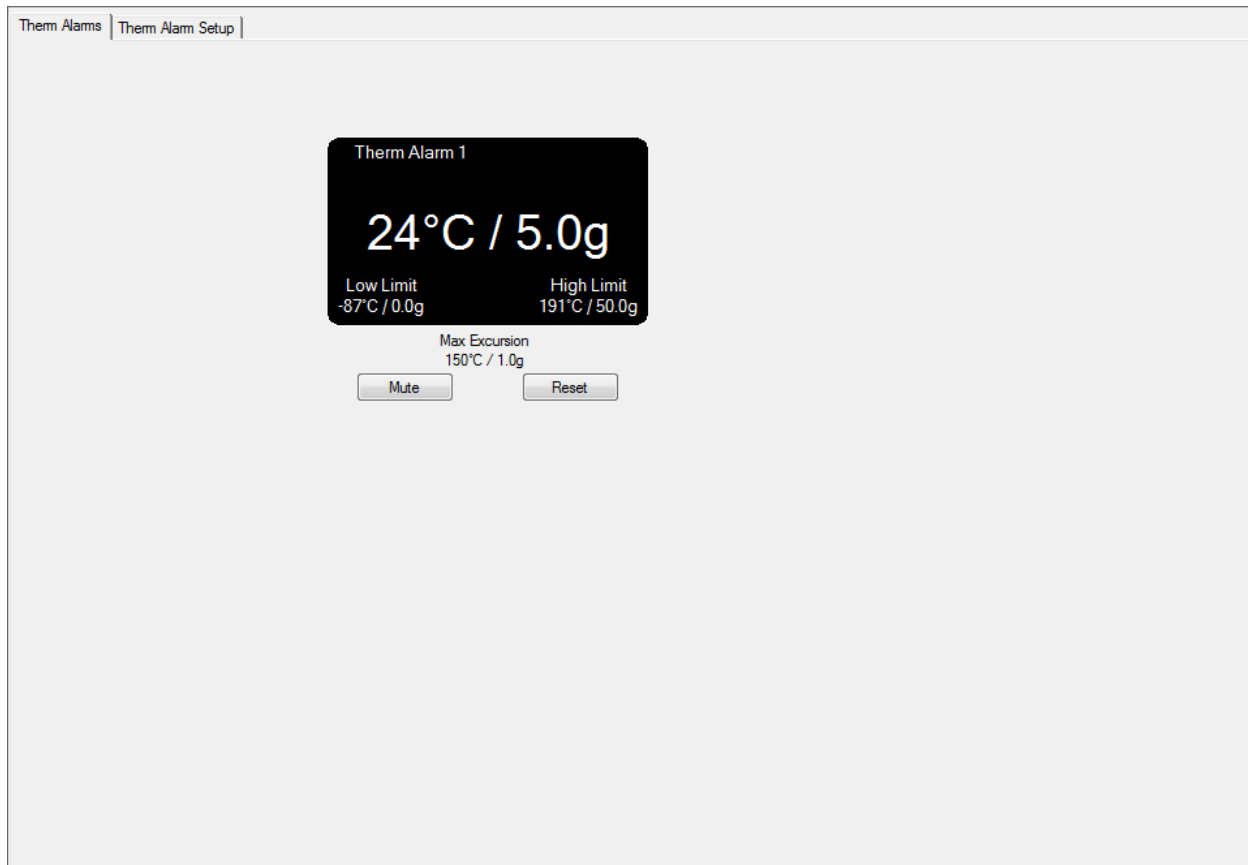 Therm Alarms Therm Alarm Setup
Therm Alarm 1
24°C / 5.0g
Low Limit High Limit
-87°C / 0.0g 191°C / 50.0g
Max Excursion
150°C / 1.0g
Mute Reset